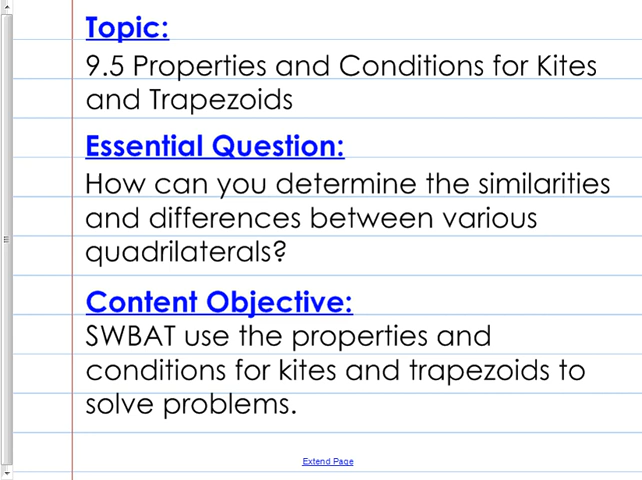 Topic:
9.5 Properties and Conditions for Kites
and Trapezoids
Essential Question:
How can you determine the similarities
and differences between various
quadrilaterals?
Content Objective:
SWBAT use the properties and
conditions for kites and trapezoids to
solve problems.
Extend Page